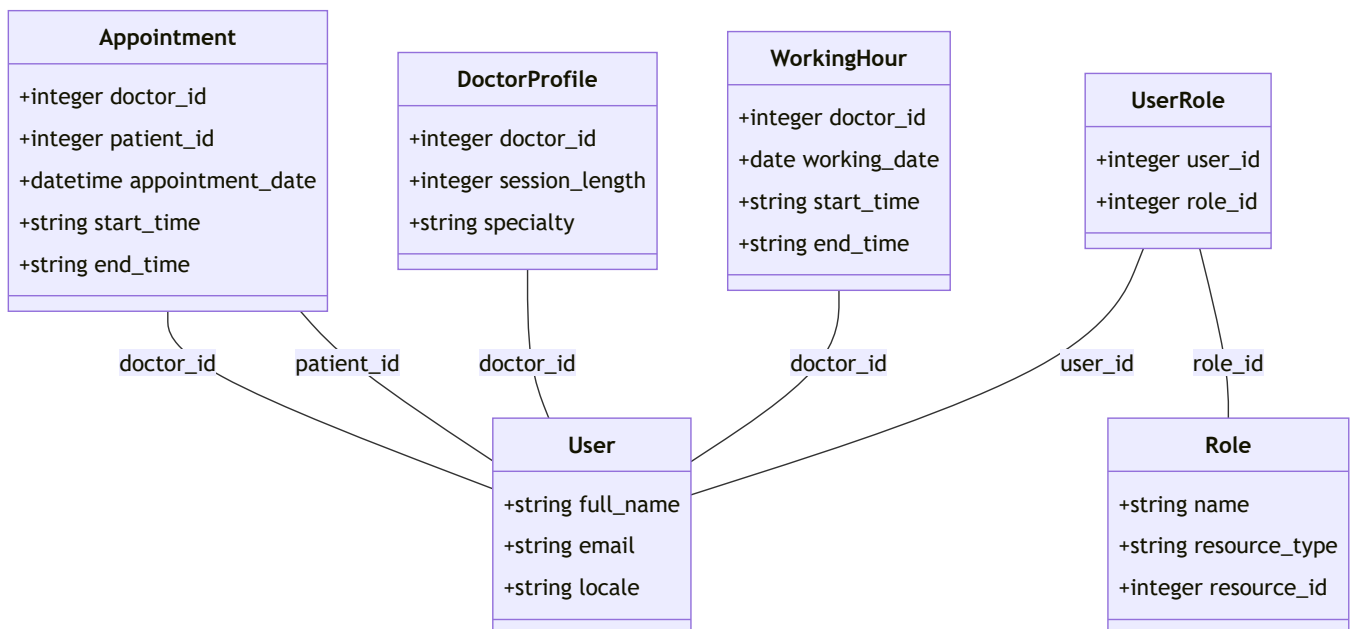 Appointment
+integer doctor_id
+integer patient_id
+datetime appointment_date
+string start_time
+string end_time
DoctorProfile
+integer doctor_id
+integer session_length
+string specialty
WorkingHour
+integer doctor_id
+date working_date
+string start_time
+string end_time
UserRole
+integer user_id
+integer role_id
doctor_id
patient_id
doctor_id
doctor_id
user_id
role_id
User
+string full_name
+string email
+string locale
Role
+string name
+string resource_type
+integer resource_id